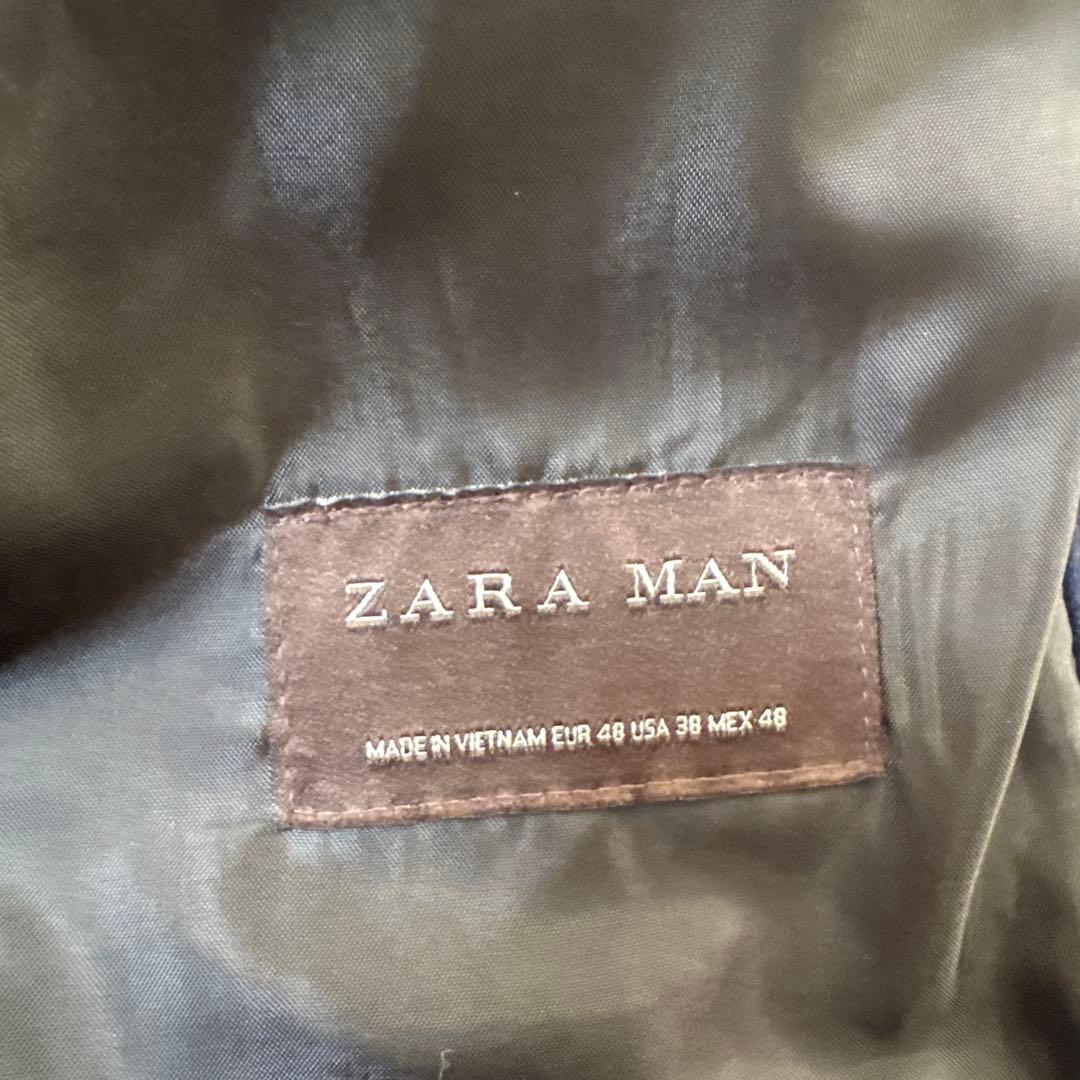 ZARA MAN
MADE IN VIETNAM EUR 48 USA 38 MEX 48